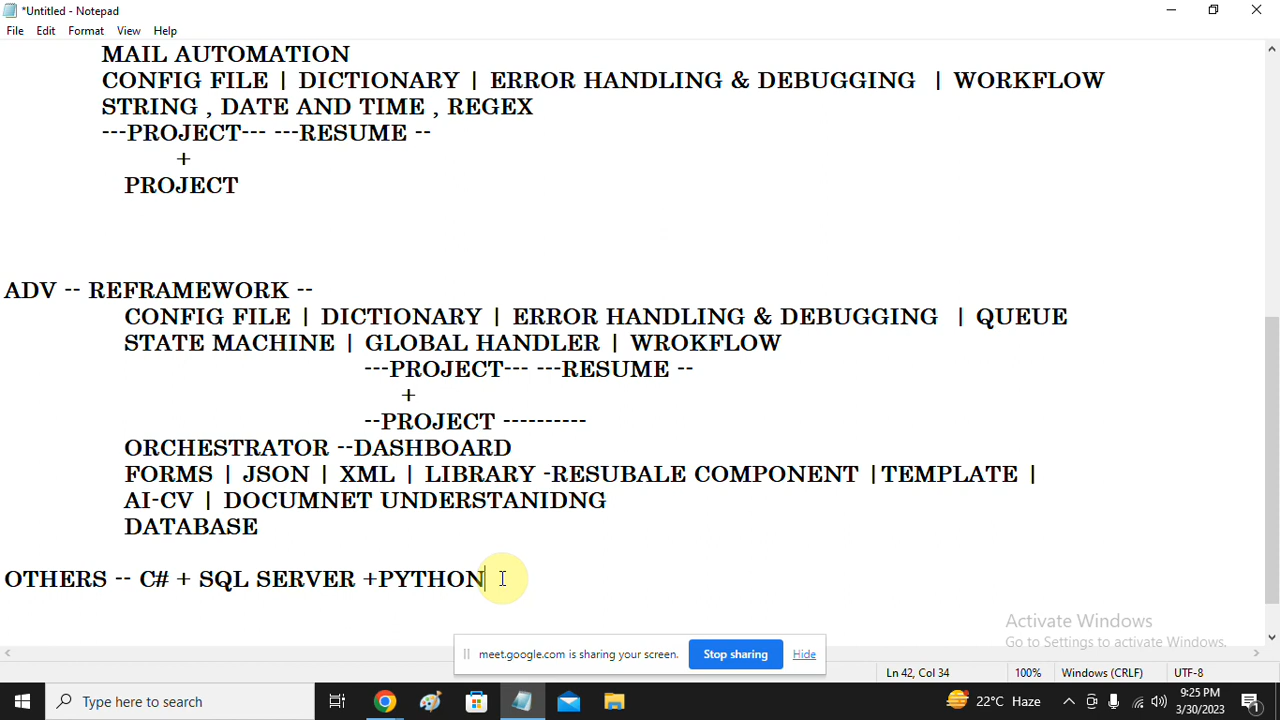 *Untitled - Notepad
File Edit Format View Help
MAIL AUTOMATION
CONFIG FILE | DICTIONARY | ERROR HANDLING & DEBUGGING | WORKFLOW
STRING , DATE AND TIME , REGEX
---PROJECT--- ---RESUME --
+
PROJECT
ADV -- REFRAMEWORK --
CONFIG FILE | DICTIONARY | ERROR HANDLING & DEBUGGING | QUEUE
STATE MACHINE | GLOBAL HANDLER | WROKFLOW
---PROJECT--- ---RESUME --
+
--PROJECT ----------
ORCHESTRATOR --DASHBOARD
FORMS | JSON | XML | LIBRARY -RESUBALE COMPONENT |TEMPLATE |
AI-CV | DOCUMNET UNDERSTANIDNG
DATABASE
OTHERS -- C# + SQL SERVER +PYTHON
Activate Windows
Go to Settings to activate Windows.
meet.google.com is sharing your screen. Stop sharing Hide
Ln 42, Col 34 100% Windows (CRLF) UTF-8
Type here to search
22°C Haze
9:25 PM
3/30/2023
1